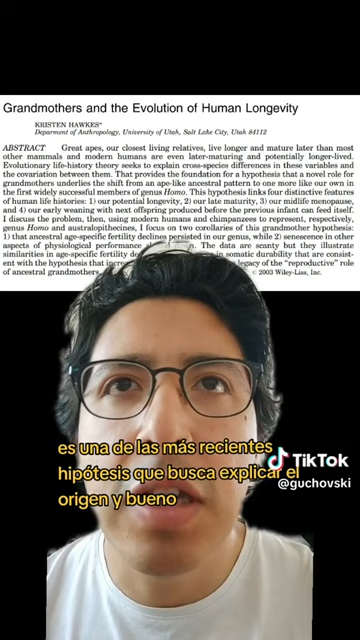 Grandmothers and the Evolution of Human Longevity
KRISTEN HAWKES*
Department of Anthropology, University of Utah, Salt Lake City, Utah 84112
ABSTRACT Great apes, our closest living relatives, live longer and mature later than most
other mammals and modern humans are even later-maturing and potentially longer-lived.
Evolutionary life-history theory seeks to explain cross-species differences in these variables and
the covariation between them. That provides the foundation for a hypothesis that a novel role for
grandmothers underlies the shift from an ape-like ancestral pattern to one more like our own in
the first widely successful members of genus Homo. This hypothesis links four distinctive features
of human life histories: 1) our potential longevity, 2) our late maturity, 3) our midlife menopause,
and 4) our early weaning with next offspring produced before the previous infant can feed itself.
I discuss the problem, then, using modern humans and chimpanzees to represent, respectively,
genus Homo and australopithecines, I focus on two corollaries of this grandmother hypothesis:
1) that ancestral age-specific fertility declines persisted in our genus, while 2) senescence in other
aspects of physiological performance The data are scanty but they illustrate
similarities in age-specific fertility in somatic durability that are consist-
ent with the hypothesis that legacy of the “reproductive” role
of ancestral grandmothers. © 2003 Wiley-Liss, Inc.
es una de las más recientes
hipótesis que busca explicar el
origen y bueno
TikTok
@guchovski